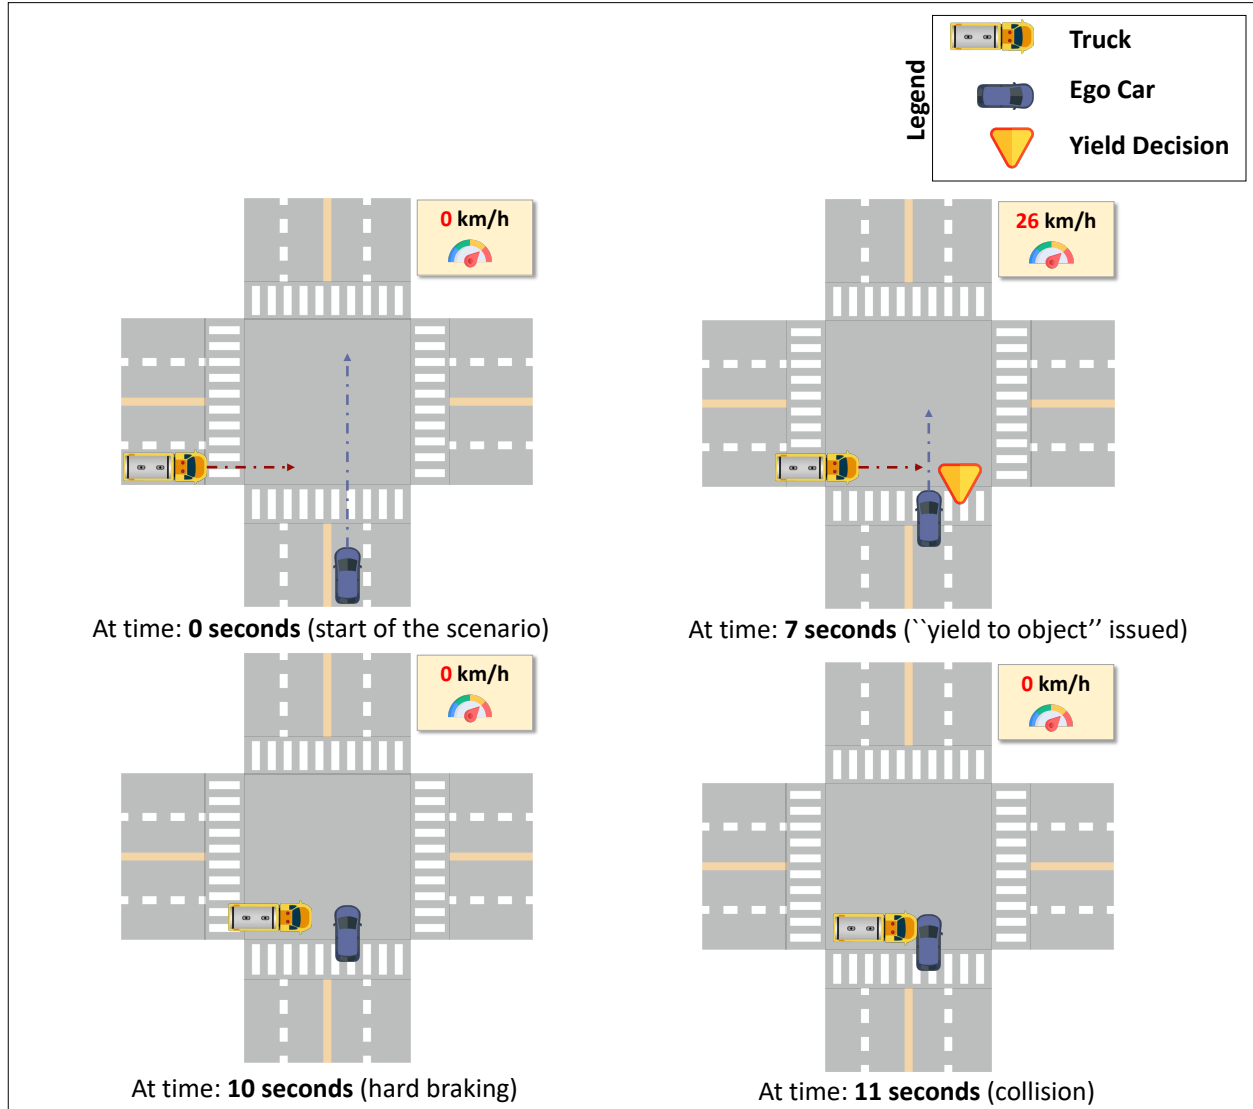 Legend
Truck
Ego Car
Yield Decision
0 km/h
26 km/h
At time: 0 seconds (start of the scenario)
At time: 7 seconds (``yield to object’’ issued)
0 km/h
0 km/h
At time: 10 seconds (hard braking)
At time: 11 seconds (collision)